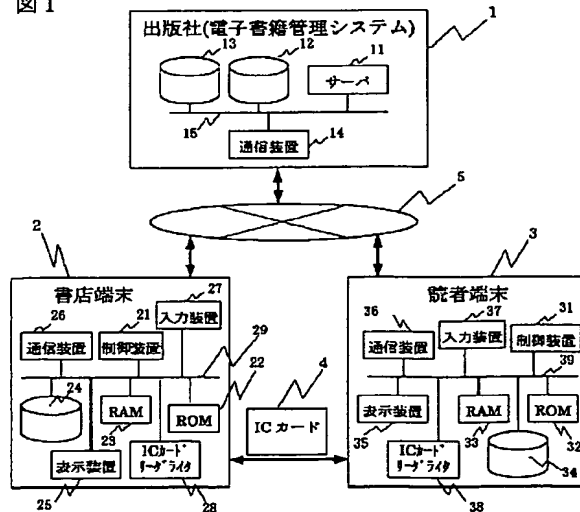 図1
出版社(電子書籍管理システム)
1
13
12
11
サーバ
15
通信装置
14
5
2
書店端末
26
21
27
入力装置
通信装置
制御装置
29
24
RAM
23
ROM
22
表示装置
25
ICカード
リーダライタ
28
4
ICカード
3
読者端末
36
37
31
通信装置
入力装置
制御装置
39
表示装置
35
RAM
33
ROM
32
ICカード
リーダライタ
38
34